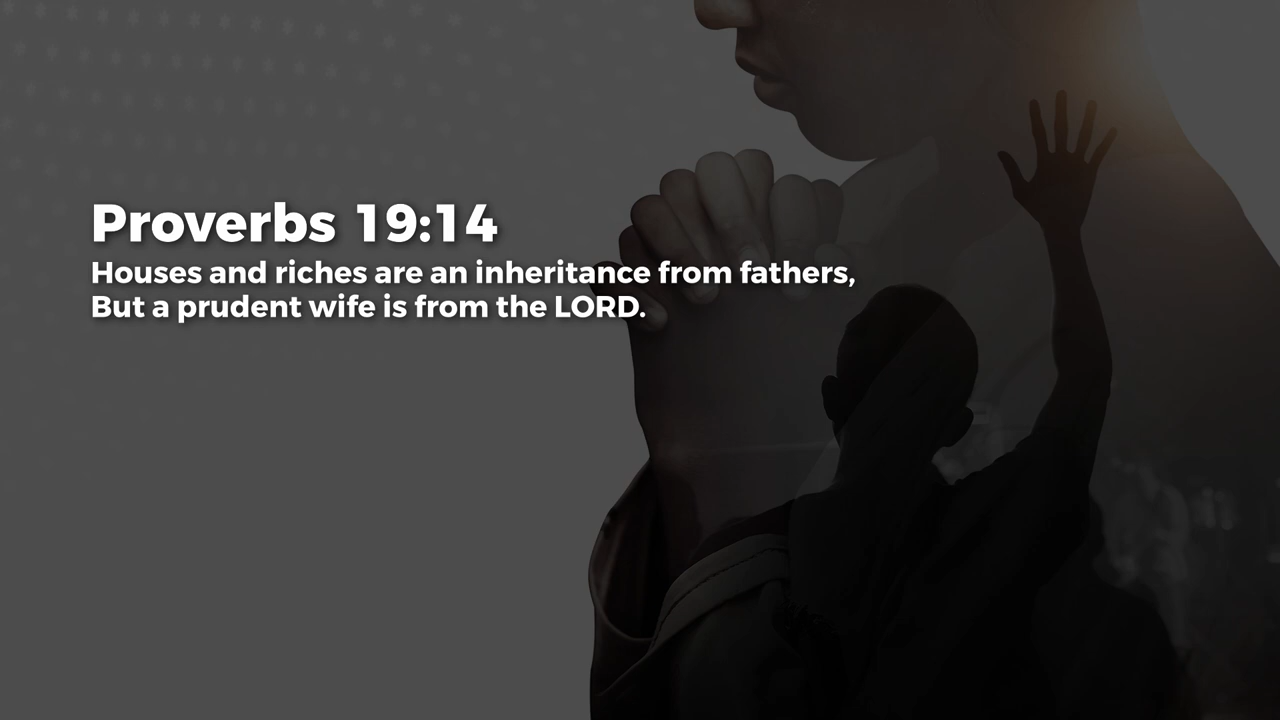 Proverbs 19:14
Houses and riches are an inheritance from fathers,
But a prudent wife is from the LORD.